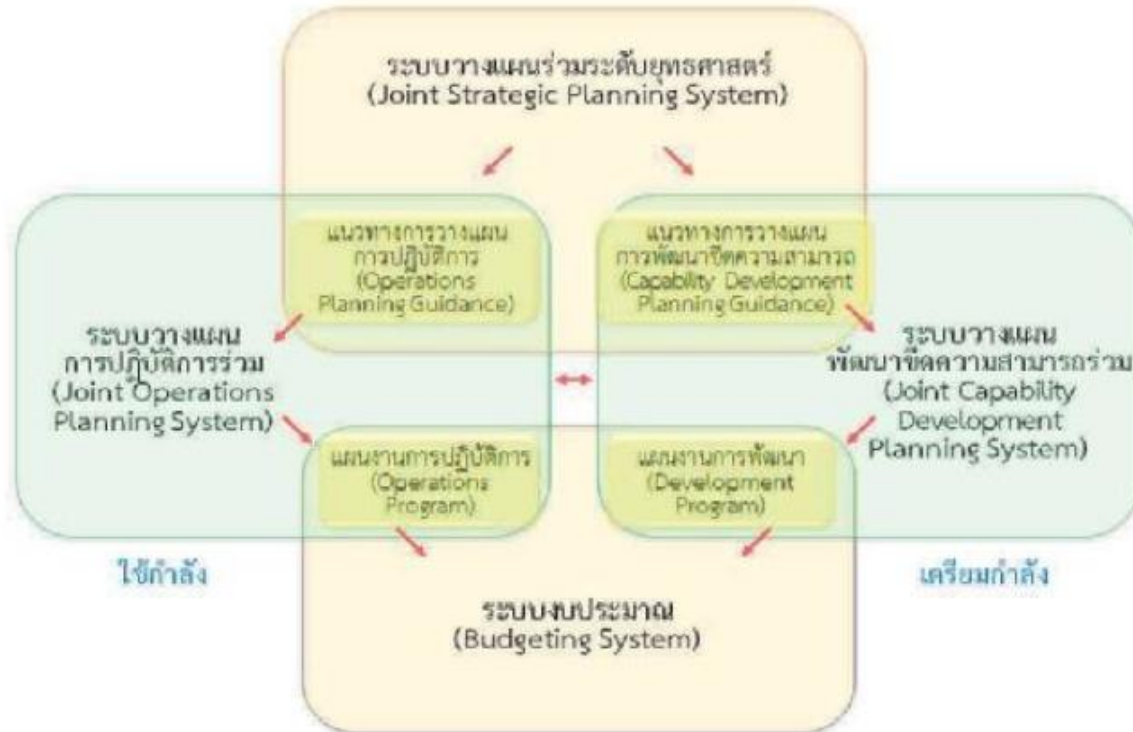 ระบบวางแผนร่วมระดับยุทธศาสตร์
(Joint Strategic Planning System)
แนวทางการวางแผน
การปฏิบัติการ
(Operations
Planning Guidance)
แนวทางการวางแผน
การพัฒนาขีดความสามารถ
(Capability Development
Planning Guidance)
ระบบวางแผน
การปฏิบัติการร่วม
(Joint Operations
Planning System)
ระบบวางแผน
พัฒนาขีดความสามารถร่วม
(Joint Capability
Development
Planning System)
แผนงานการปฏิบัติการ
(Operations
Program)
แผนงานการพัฒนา
(Development
Program)
ใช้กำลัง
เตรียมกำลัง
ระบบงบประมาณ
(Budgeting System)